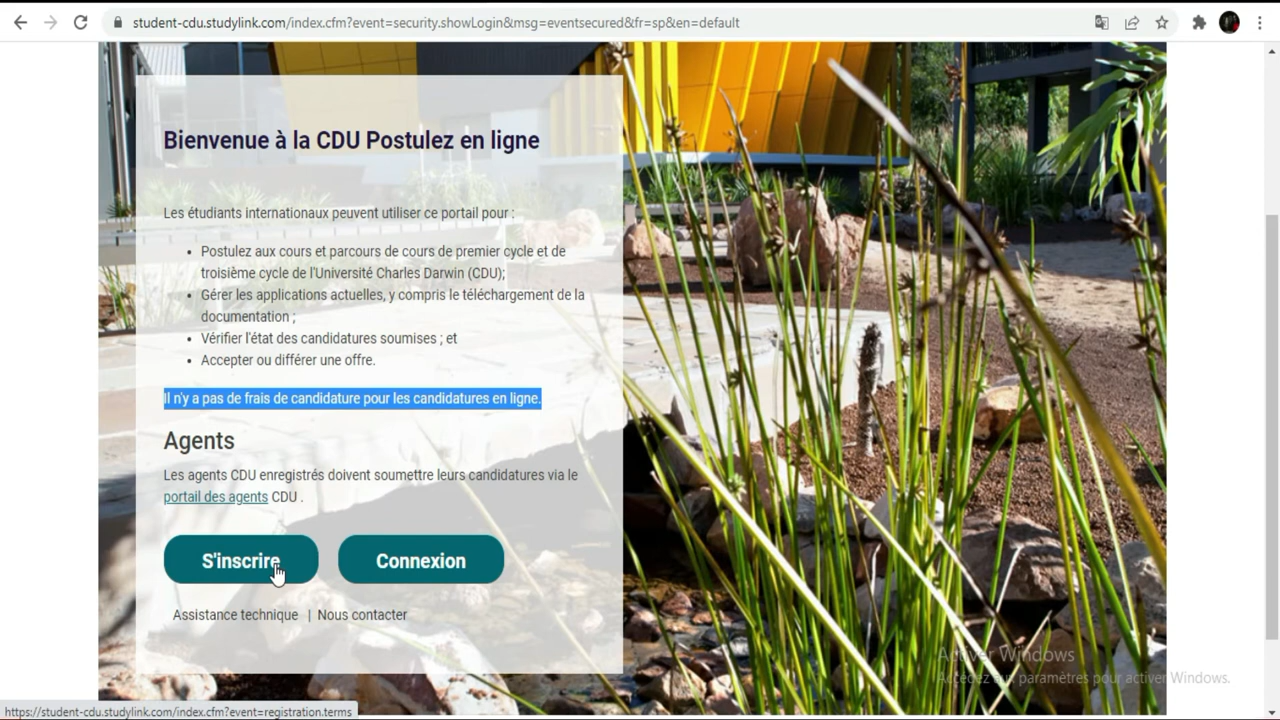 student-cdu.studylink.com/index.cfm?event=security.showLogin&msg=eventsecured&fr=sp&en=default
Bienvenue à la CDU Postulez en ligne
Les étudiants internationaux peuvent utiliser ce portail pour :
• Postulez aux cours et parcours de cours de premier cycle et de
troisième cycle de l'Université Charles Darwin (CDU);
• Gérer les applications actuelles, y compris le téléchargement de la
documentation ;
• Vérifier l'état des candidatures soumises ; et
• Accepter ou différer une offre.
Il n'y a pas de frais de candidature pour les candidatures en ligne.
Agents
Les agents CDU enregistrés doivent soumettre leurs candidatures via le
portail des agents CDU .
S'inscrire Connexion
Assistance technique | Nous contacter
Activer Windows
Accédez aux paramètres pour activer Windows.
https://student-cdu.studylink.com/index.cfm?event=registration.terms